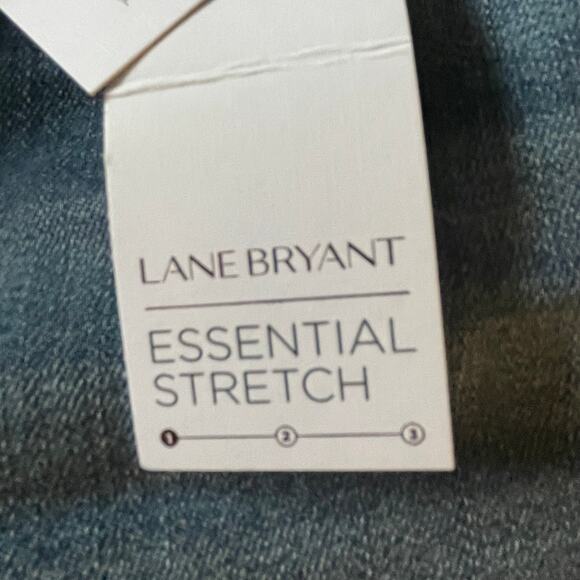 LANE BRYANT
ESSENTIAL
STRETCH
1 2 3